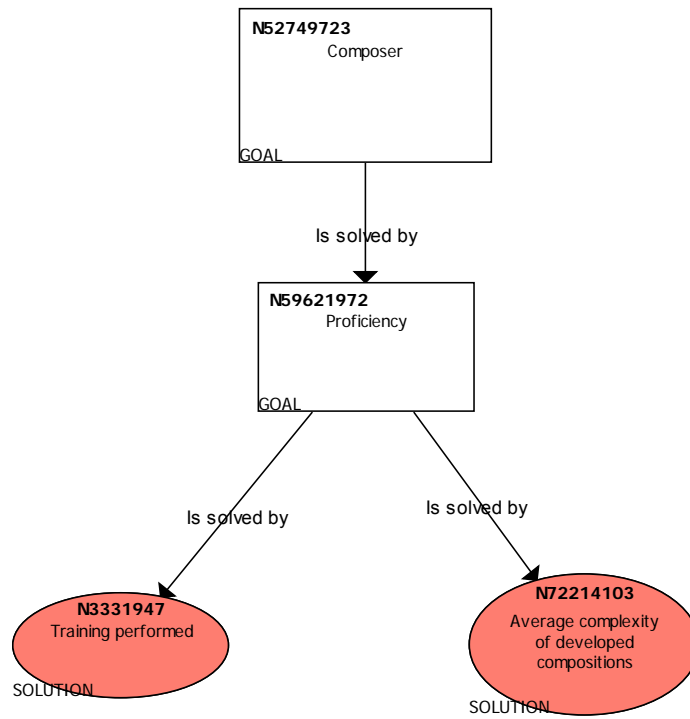 N52749723
Composer
GOAL
Is solved by
N59621972
Proficiency
GOAL
Is solved by
Is solved by
N3331947
Training performed
SOLUTION
N72214103
Average complexity
of developed
compositions
SOLUTION